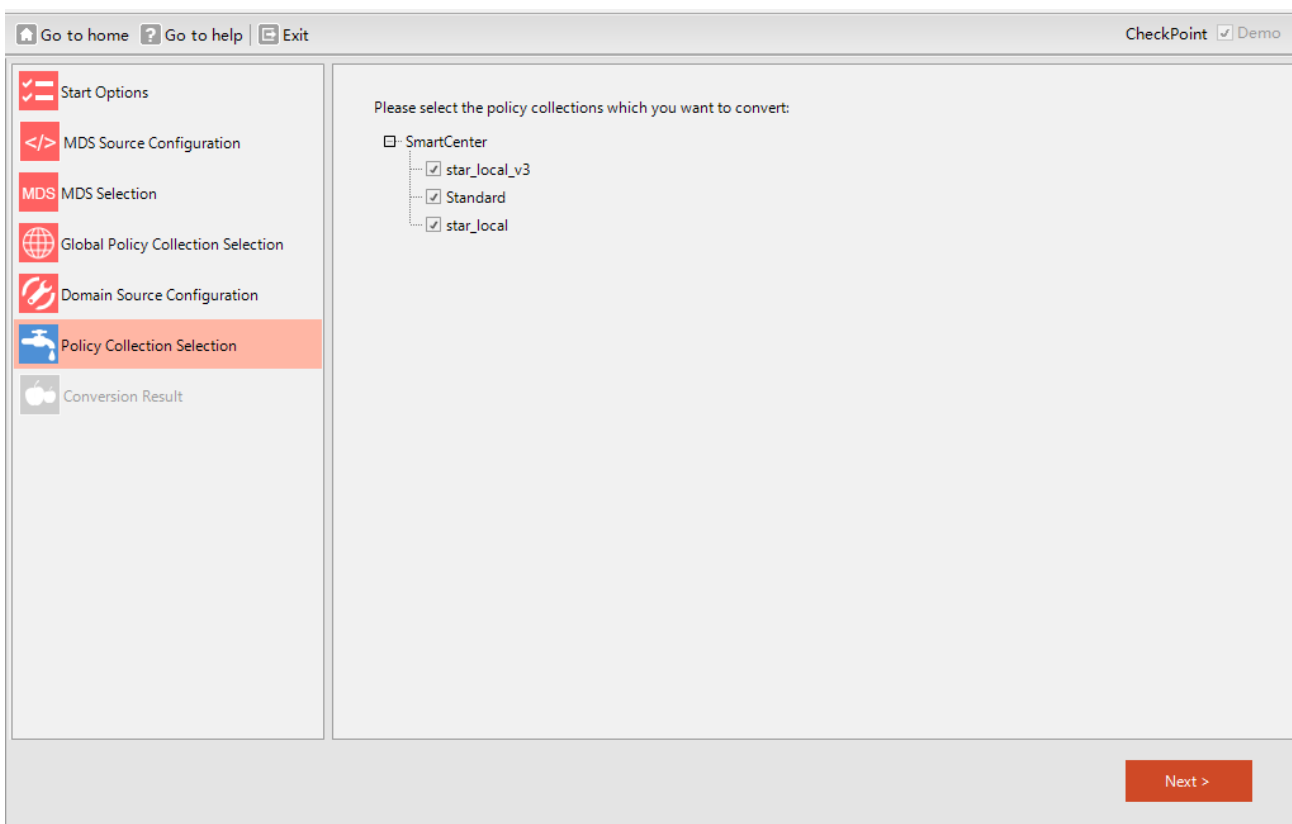 Go to home Go to help Exit CheckPoint Demo
Start Options
</> MDS Source Configuration
MDS MDS Selection
Global Policy Collection Selection
Domain Source Configuration
Policy Collection Selection
Conversion Result
Please select the policy collections which you want to convert:
SmartCenter
star_local_v3
Standard
star_local
Next >